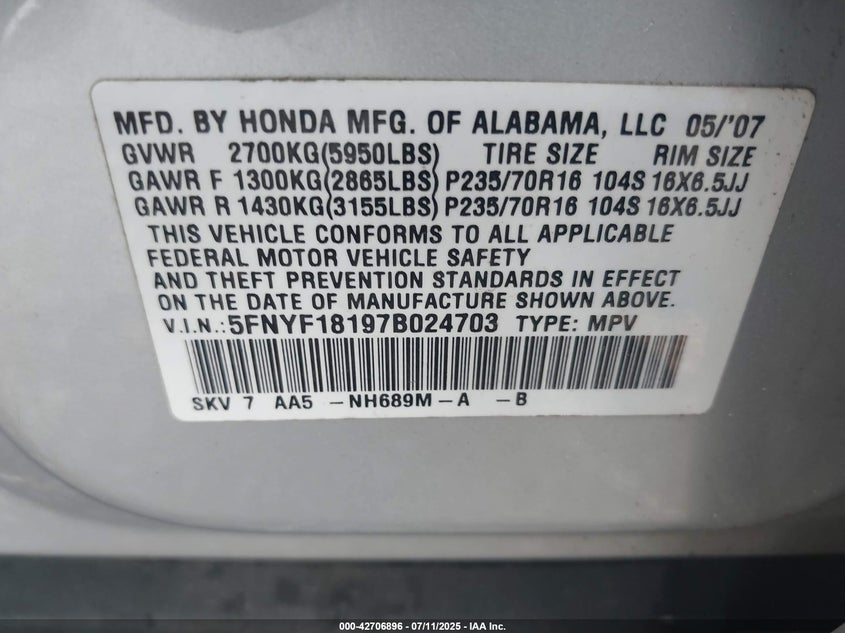 MFD. BY HONDA MFG. OF ALABAMA, LLC 05/'07
GVWR 2700KG(5950LBS) TIRE SIZE RIM SIZE
GAWR F 1300KG(2865LBS) P235/70R16 104S 16X6.5JJ
GAWR R 1430KG(3155LBS) P235/70R16 104S 16X6.5JJ
THIS VEHICLE CONFORMS TO ALL APPLICABLE
FEDERAL MOTOR VEHICLE SAFETY
AND THEFT PREVENTION STANDARDS IN EFFECT
ON THE DATE OF MANUFACTURE SHOWN ABOVE.
V.I.N.:5FNYF18197B024703 TYPE: MPV
SKV 7 AA5 -NH689M-A -B
000-42706896 - 07/11/2025 - IAA Inc.